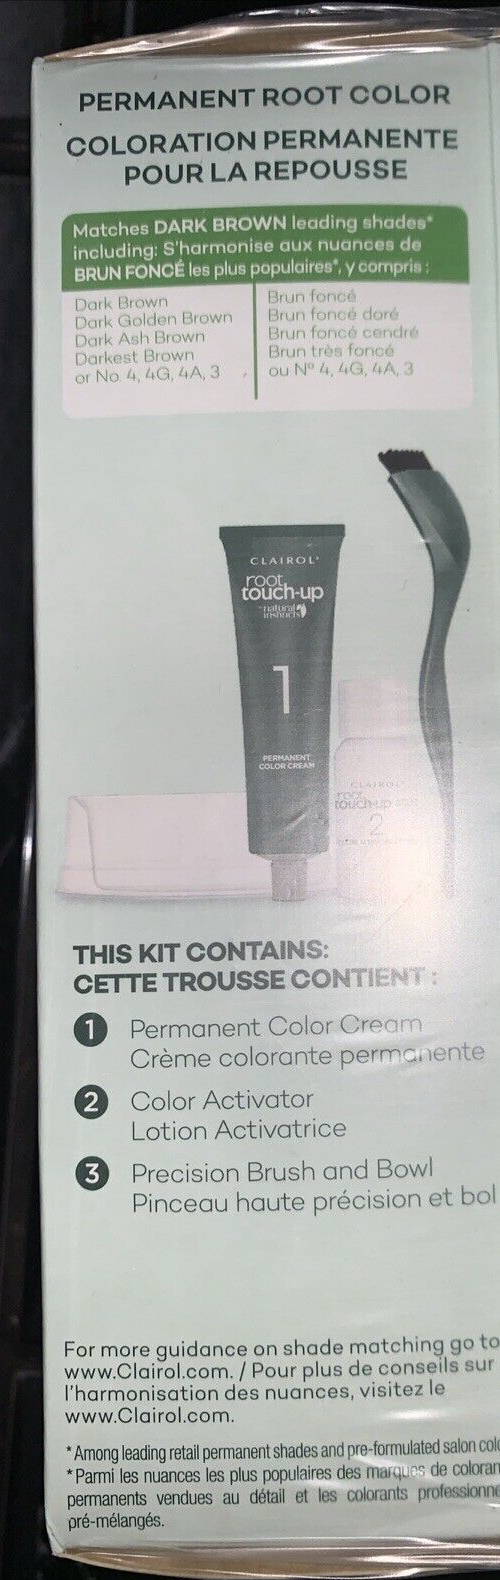 PERMANENT ROOT COLOR
COLORATION PERMANENTE
POUR LA REPOUSSE
Matches DARK BROWN leading shades*
including: S'harmonise aux nuances de
BRUN FONCÉ les plus populaires*, y compris :
Dark Brown
Dark Golden Brown
Dark Ash Brown
Darkest Brown
or No. 4, 4G, 4A, 3
Brun foncé
Brun foncé doré
Brun foncé cendré
Brun très foncé
ou Nº 4, 4G, 4A, 3
CLAIROL®
root
touch-up
natural
instincts
1
PERMANENT
COLOR CREAM
CLAIROL
root
touch-up
2
THIS KIT CONTAINS:
CETTE TROUSSE CONTIENT :
1 Permanent Color Cream
Crème colorante permanente
2 Color Activator
Lotion Activatrice
3 Precision Brush and Bowl
Pinceau haute précision et bol
For more guidance on shade matching go to
www.Clairol.com. / Pour plus de conseils sur
l'harmonisation des nuances, visitez le
www.Clairol.com.
*Among leading retail permanent shades and pre-formulated salon colo
*Parmi les nuances les plus populaires des marques de coloran
permanents vendues au détail et les colorants professionne
pré-mélangés.